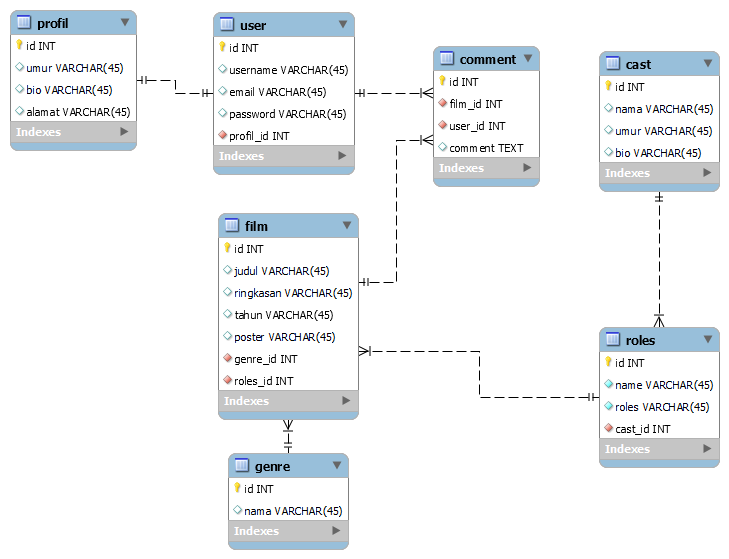 profil
id INT
umur VARCHAR(45)
bio VARCHAR(45)
alamat VARCHAR(45)
Indexes
user
id INT
username VARCHAR(45)
email VARCHAR(45)
password VARCHAR(45)
profil_id INT
Indexes
comment
id INT
film_id INT
user_id INT
comment TEXT
Indexes
cast
id INT
nama VARCHAR(45)
umur VARCHAR(45)
bio VARCHAR(45)
Indexes
film
id INT
judul VARCHAR(45)
ringkasan VARCHAR(45)
tahun VARCHAR(45)
poster VARCHAR(45)
genre_id INT
roles_id INT
Indexes
roles
id INT
name VARCHAR(45)
roles VARCHAR(45)
cast_id INT
Indexes
genre
id INT
nama VARCHAR(45)
Indexes